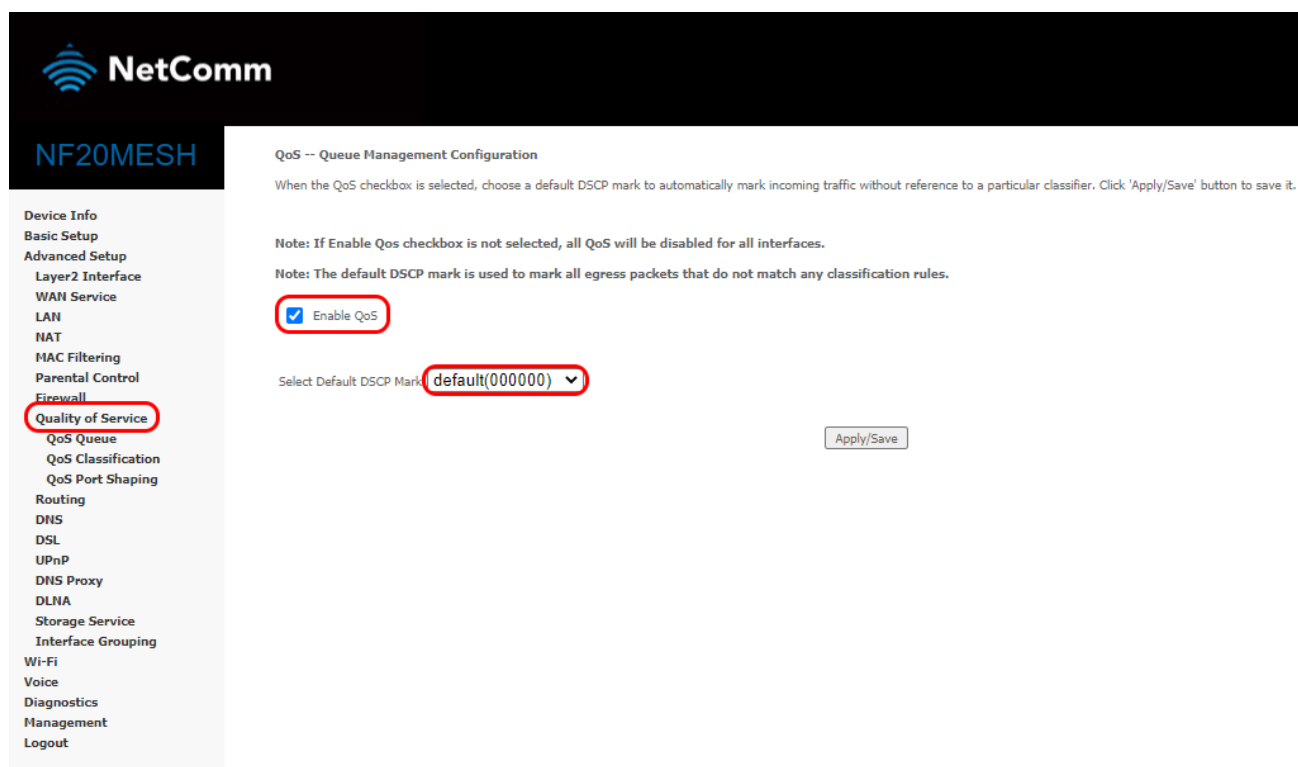 NetComm
NF20MESH
Device Info
Basic Setup
Advanced Setup
Layer2 Interface
WAN Service
LAN
NAT
MAC Filtering
Parental Control
Firewall
Quality of Service
QoS Queue
QoS Classification
QoS Port Shaping
Routing
DNS
DSL
UPnP
DNS Proxy
DLNA
Storage Service
Interface Grouping
Wi-Fi
Voice
Diagnostics
Management
Logout
QoS -- Queue Management Configuration
When the QoS checkbox is selected, choose a default DSCP mark to automatically mark incoming traffic without reference to a particular classifier. Click 'Apply/Save' button to save it.
Note: If Enable Qos checkbox is not selected, all QoS will be disabled for all interfaces.
Note: The default DSCP mark is used to mark all egress packets that do not match any classification rules.
Enable QoS
Select Default DSCP Mark default(000000)
Apply/Save